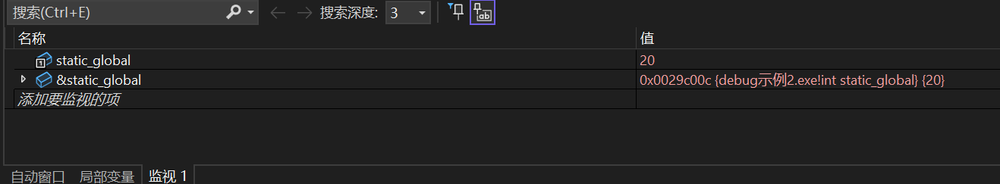 搜索(Ctrl+E) 搜索深度: 3 ab
名称 值
1 static_global 20
&static_global 0x0029c00c {debug示例2.exe!int static_global} {20}
添加要监视的项
自动窗口 局部变量 监视 1